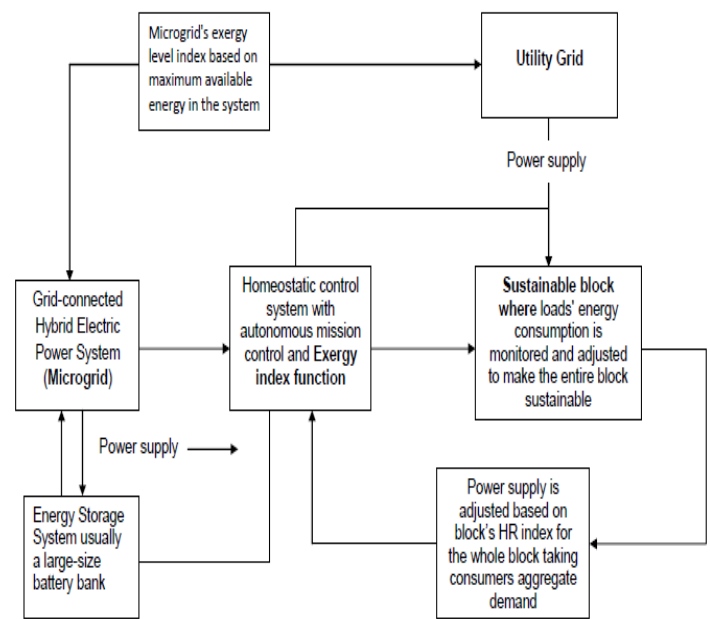 Microgrid's exergy
level index based on
maximum available
energy in the system
Utility Grid
Power supply
Grid-connected
Hybrid Electric
Power System
(Microgrid)
Homeostatic control
system with
autonomous mission
control and Exergy
index function
Sustainable block
where loads' energy
consumption is
monitored and adjusted
to make the entire block
sustainable
Power supply
Energy Storage
System usually
a large-size
battery bank
Power supply is
adjusted based on
block's HR index for
the whole block taking
consumers aggregate
demand